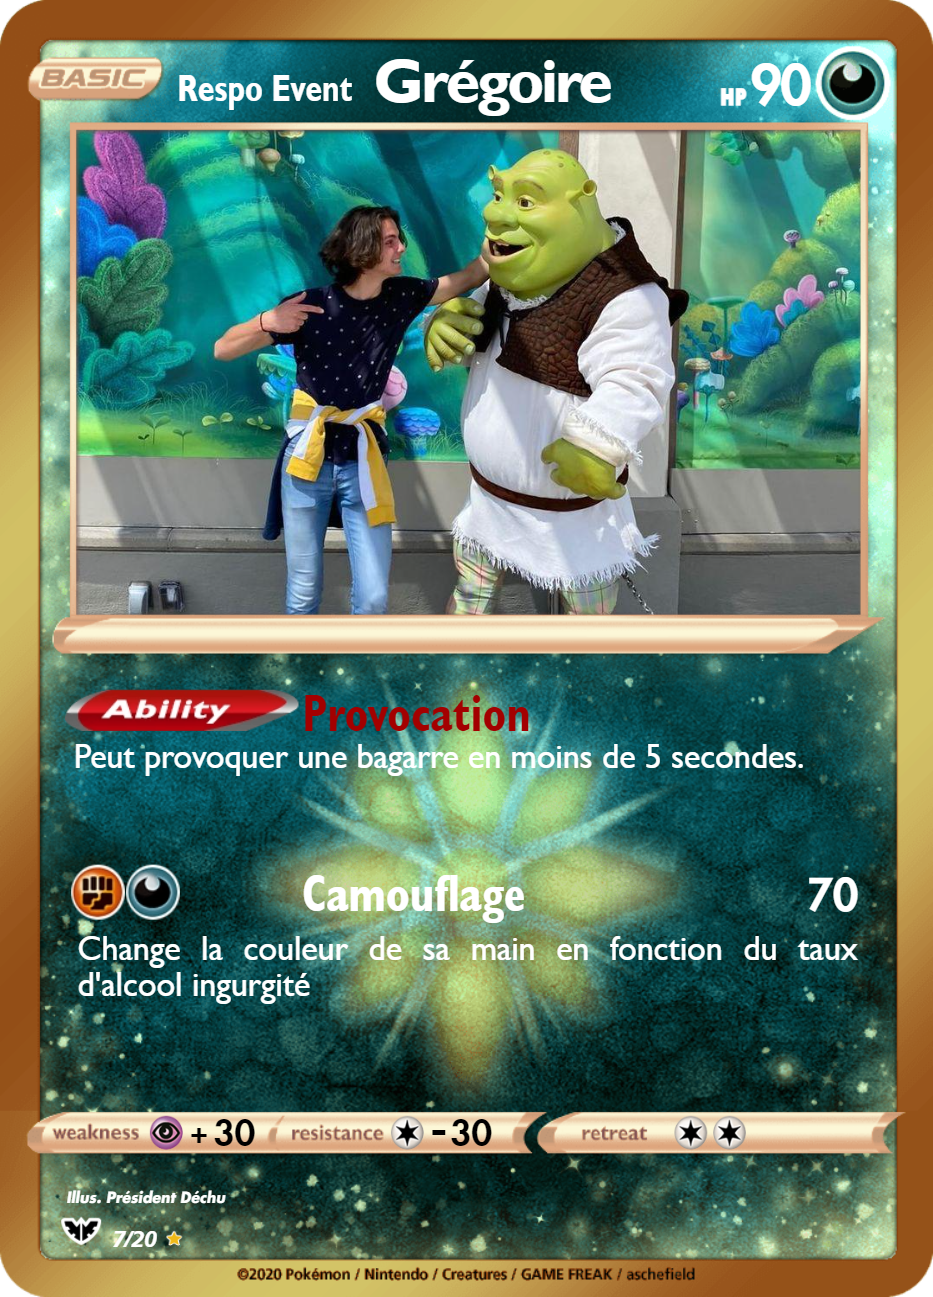 BASIC Respo Event Grégoire HP 90
Ability Provocation
Peut provoquer une bagarre en moins de 5 secondes.
Camouflage 70
Change la couleur de sa main en fonction du taux
d'alcool ingurgité
weakness + 30 resistance -30 retreat
Illus. Président Déchu
7/20
©2020 Pokémon / Nintendo / Creatures / GAME FREAK / aschefield